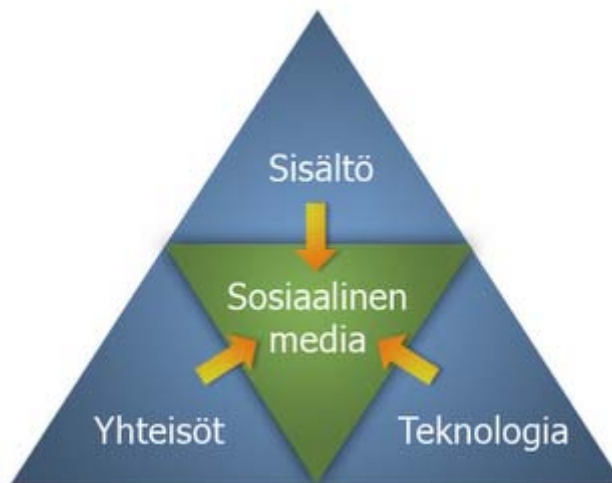 Sisältö
Sosiaalinen
media
Yhteisöt
Teknologia